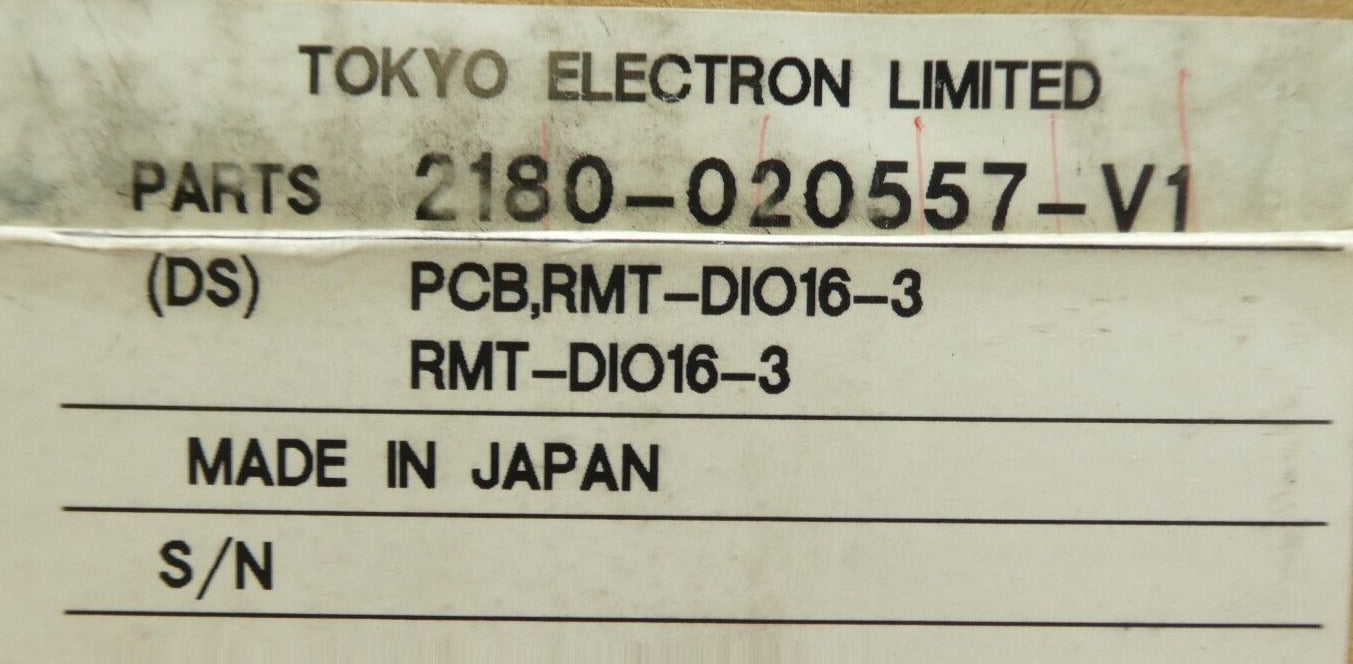 TOKYO ELECTRON LIMITED
PARTS 2180-020557-V1
(DS) PCB,RMT-DIO16-3
RMT-DIO16-3
MADE IN JAPAN
S/N